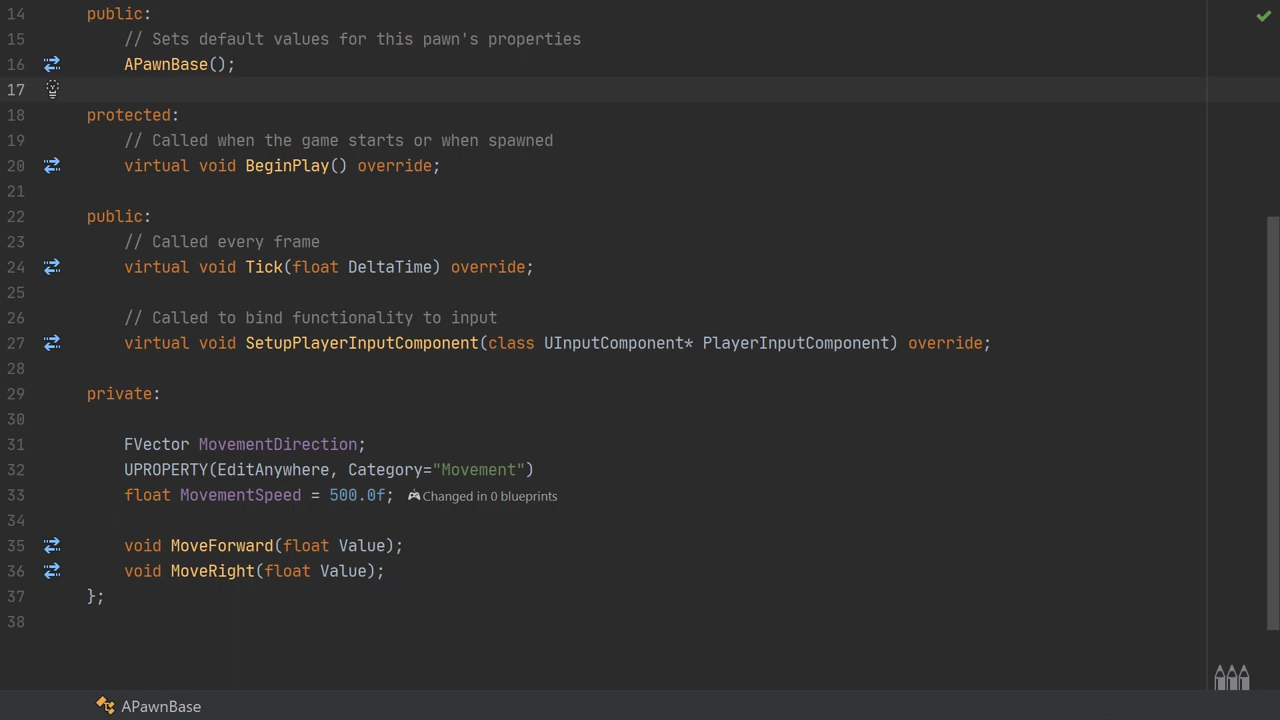 14 public:
15 // Sets default values for this pawn's properties
16 APawnBase();
17
18 protected:
19 // Called when the game starts or when spawned
20 virtual void BeginPlay() override;
21
22 public:
23 // Called every frame
24 virtual void Tick(float DeltaTime) override;
25
26 // Called to bind functionality to input
27 virtual void SetupPlayerInputComponent(class UInputComponent* PlayerInputComponent) override;
28
29 private:
30
31 FVector MovementDirection;
32 UPROPERTY(EditAnywhere, Category="Movement")
33 float MovementSpeed = 500.0f; Changed in 0 blueprints
34
35 void MoveForward(float Value);
36 void MoveRight(float Value);
37 };
38
APawnBase